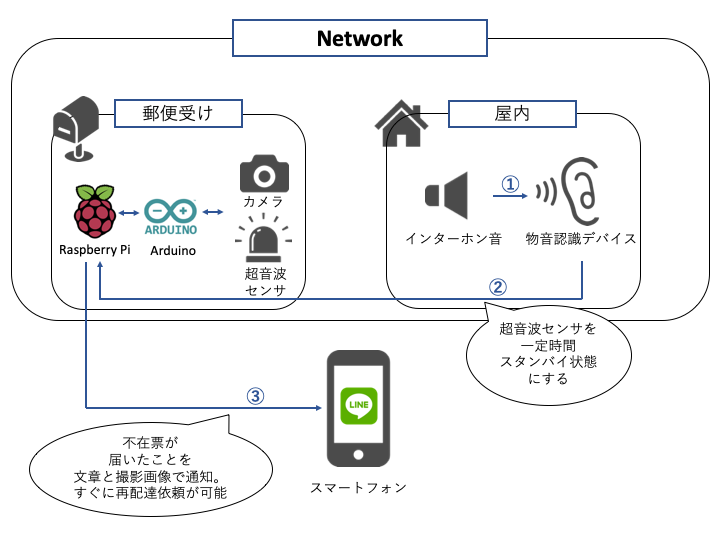 Network
郵便受け
屋内
カメラ
Raspberry Pi
ARDUINO
Arduino
超音波
センサ
①
インターホン音
物音認識デバイス
②
超音波センサを
一定時間
スタンバイ状態
にする
③
LINE
スマートフォン
不在票が
届いたことを
文章と撮影画像で通知。
すぐに再配達依頼が可能